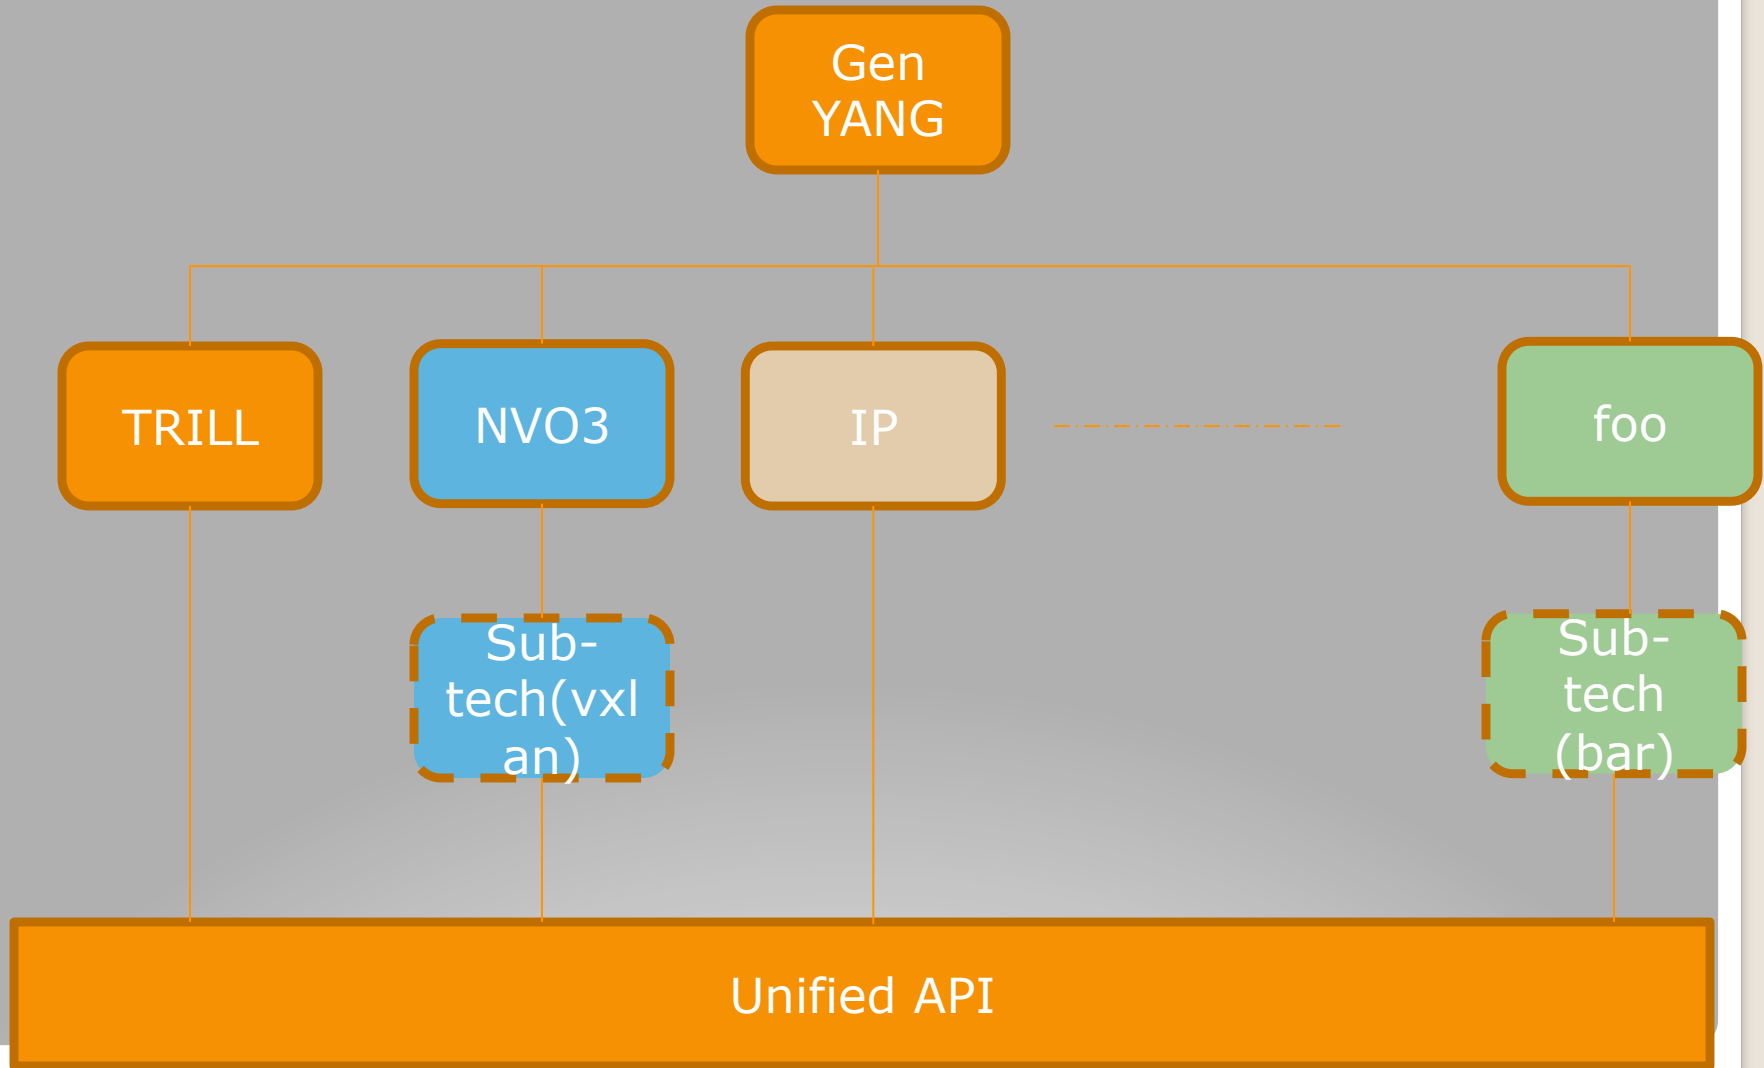 Gen
YANG
TRILL
NVO3
IP
foo
Sub-
tech(vxl
an)
Sub-
tech
(bar)
Unified API